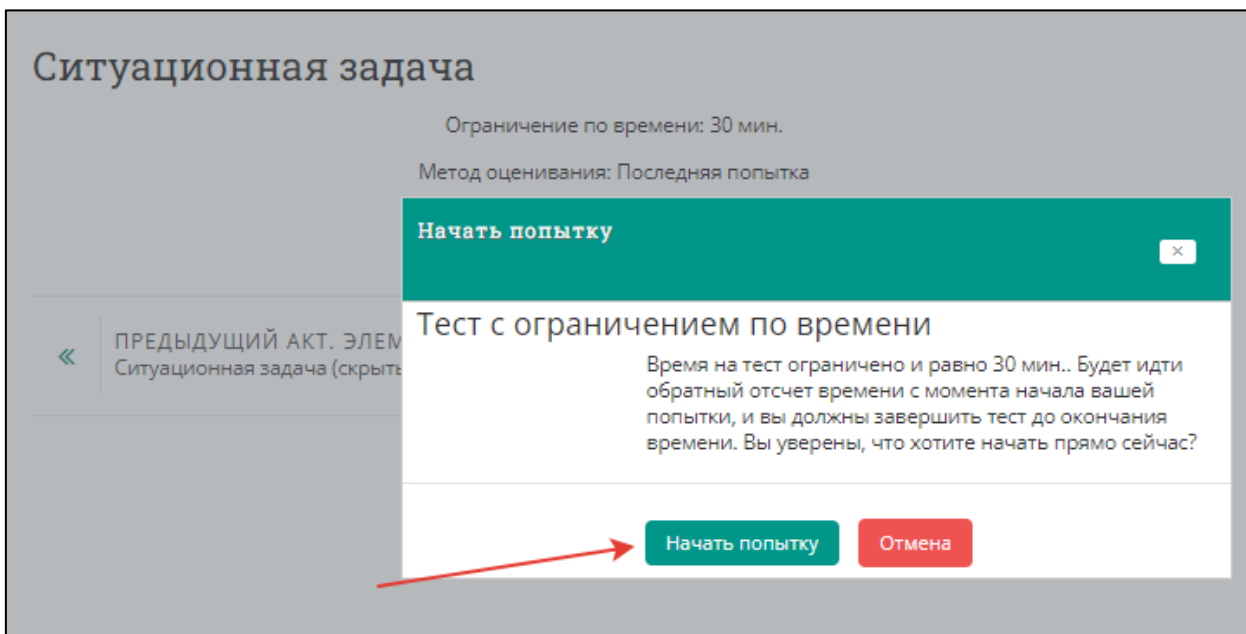 Ситуационная задача
Ограничение по времени: 30 мин.
Метод оценивания: Последняя попытка
Начать попытку
×
Тест с ограничением по времени
Время на тест ограничено и равно 30 мин.. Будет идти
обратный отсчет времени с момента начала вашей
попытки, и вы должны завершить тест до окончания
времени. Вы уверены, что хотите начать прямо сейчас?
«
ПРЕДЫДУЩИЙ АКТ. ЭЛЕМ
Ситуационная задача (скрыть
Начать попытку
Отмена